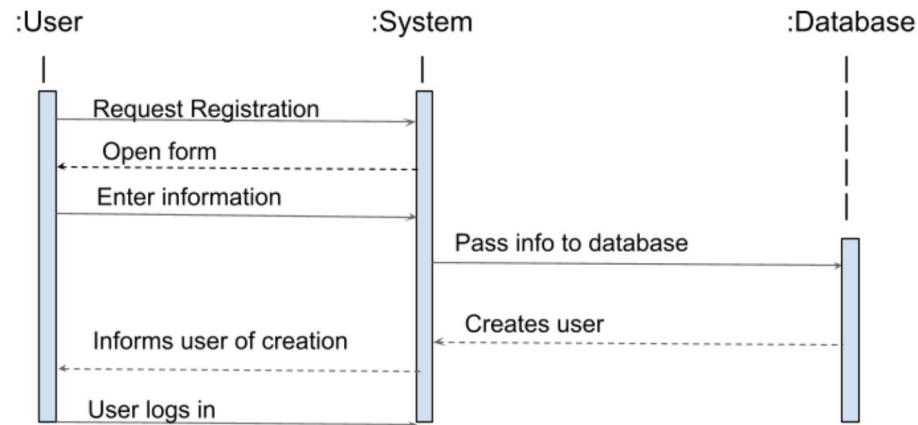 :User
:System
:Database
Request Registration
Open form
Enter information
Pass info to database
Creates user
Informs user of creation
User logs in